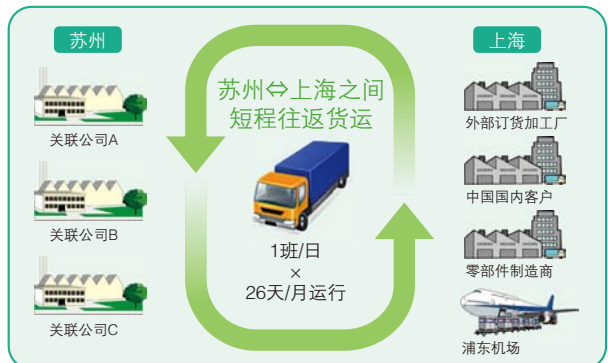 苏州
关联公司A
关联公司B
关联公司C
苏州⇔上海之间
短程往返货运
1班/日
×
26天/月运行
上海
外部订货加工厂
中国国内客户
零部件制造商
浦东机场